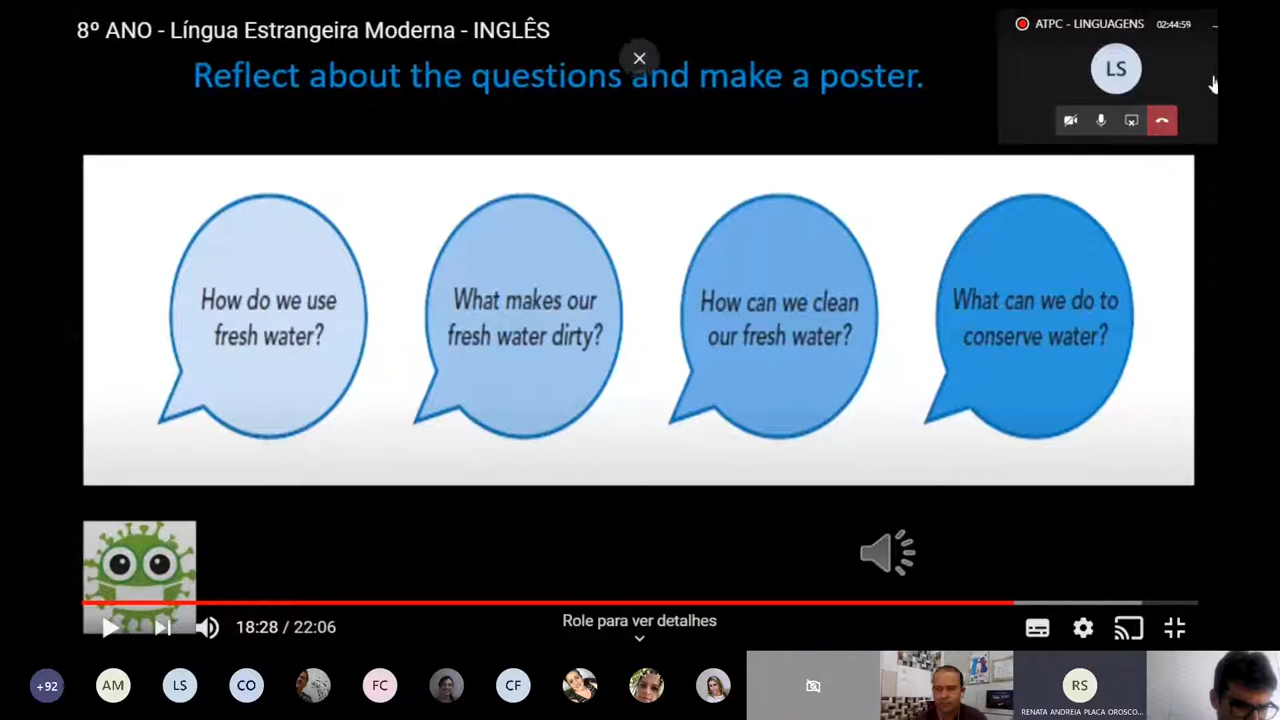 8º ANO - Língua Estrangeira Moderna - INGLÊS
ATPC - LINGUAGENS 02:44:59
Reflect about the questions and make a poster.
LS
How do we use
fresh water?
What makes our
fresh water dirty?
How can we clean
our fresh water?
What can we do to
conserve water?
18:28 / 22:06
Role para ver detalhes
+92
AM
LS
CO
FC
CF
RS
RENATA ANDREIA PLACA OROSCO...